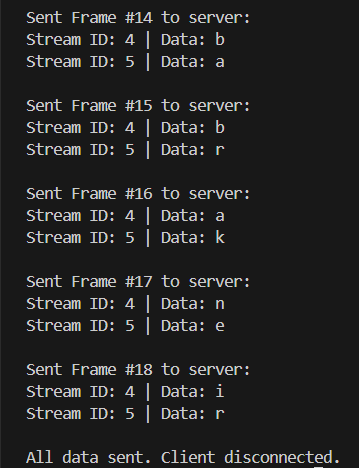 Sent Frame #14 to server:
Stream ID: 4 | Data: b
Stream ID: 5 | Data: a
Sent Frame #15 to server:
Stream ID: 4 | Data: b
Stream ID: 5 | Data: r
Sent Frame #16 to server:
Stream ID: 4 | Data: a
Stream ID: 5 | Data: k
Sent Frame #17 to server:
Stream ID: 4 | Data: n
Stream ID: 5 | Data: e
Sent Frame #18 to server:
Stream ID: 4 | Data: i
Stream ID: 5 | Data: r
All data sent. Client disconnected.